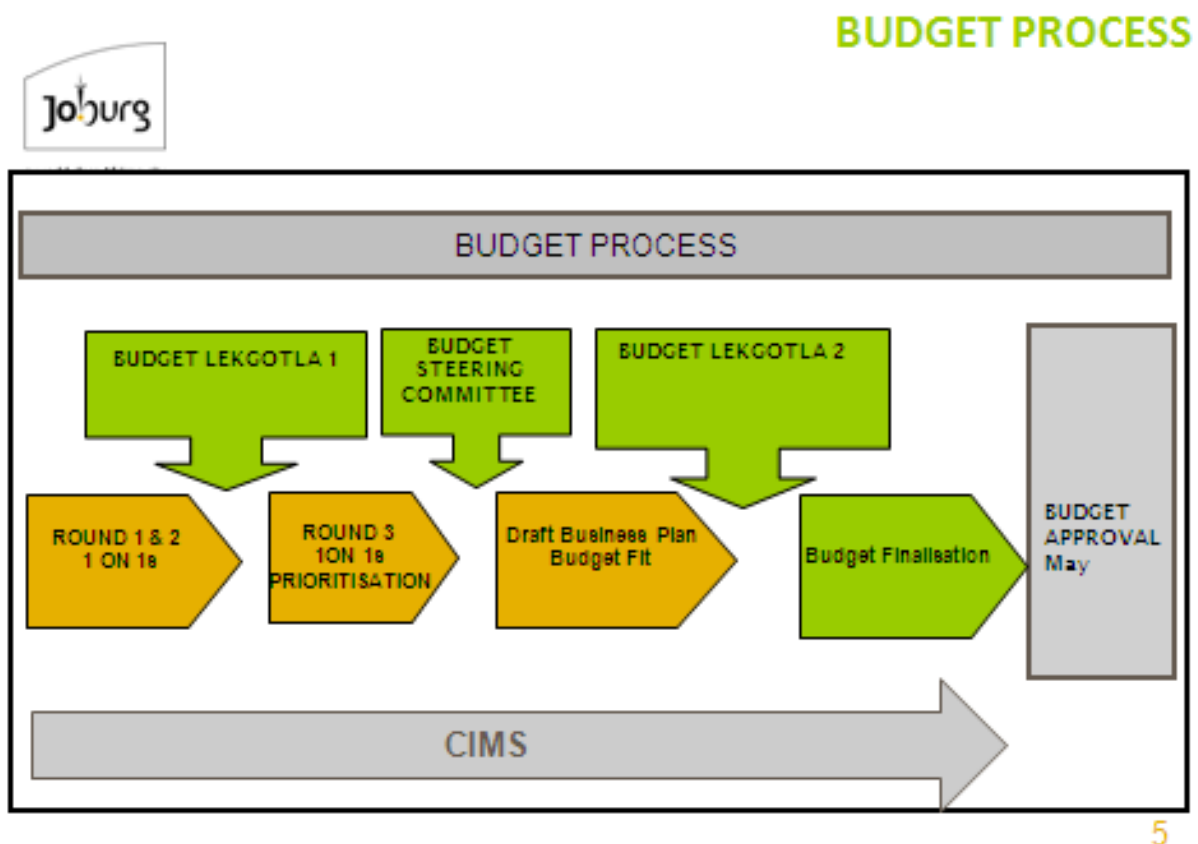 BUDGET PROCESS
Joburg
BUDGET PROCESS
BUDGET LEKGOTLA 1
BUDGET
STEERING
COMMITTEE
BUDGET LEKGOTLA 2
ROUND 1 & 2
1 ON 1s
ROUND 3
1ON 1s
PRIORITISATION
Draft Business Plan
Budget Fit
Budget Finalisation
BUDGET
APPROVAL
May
CIMS
5